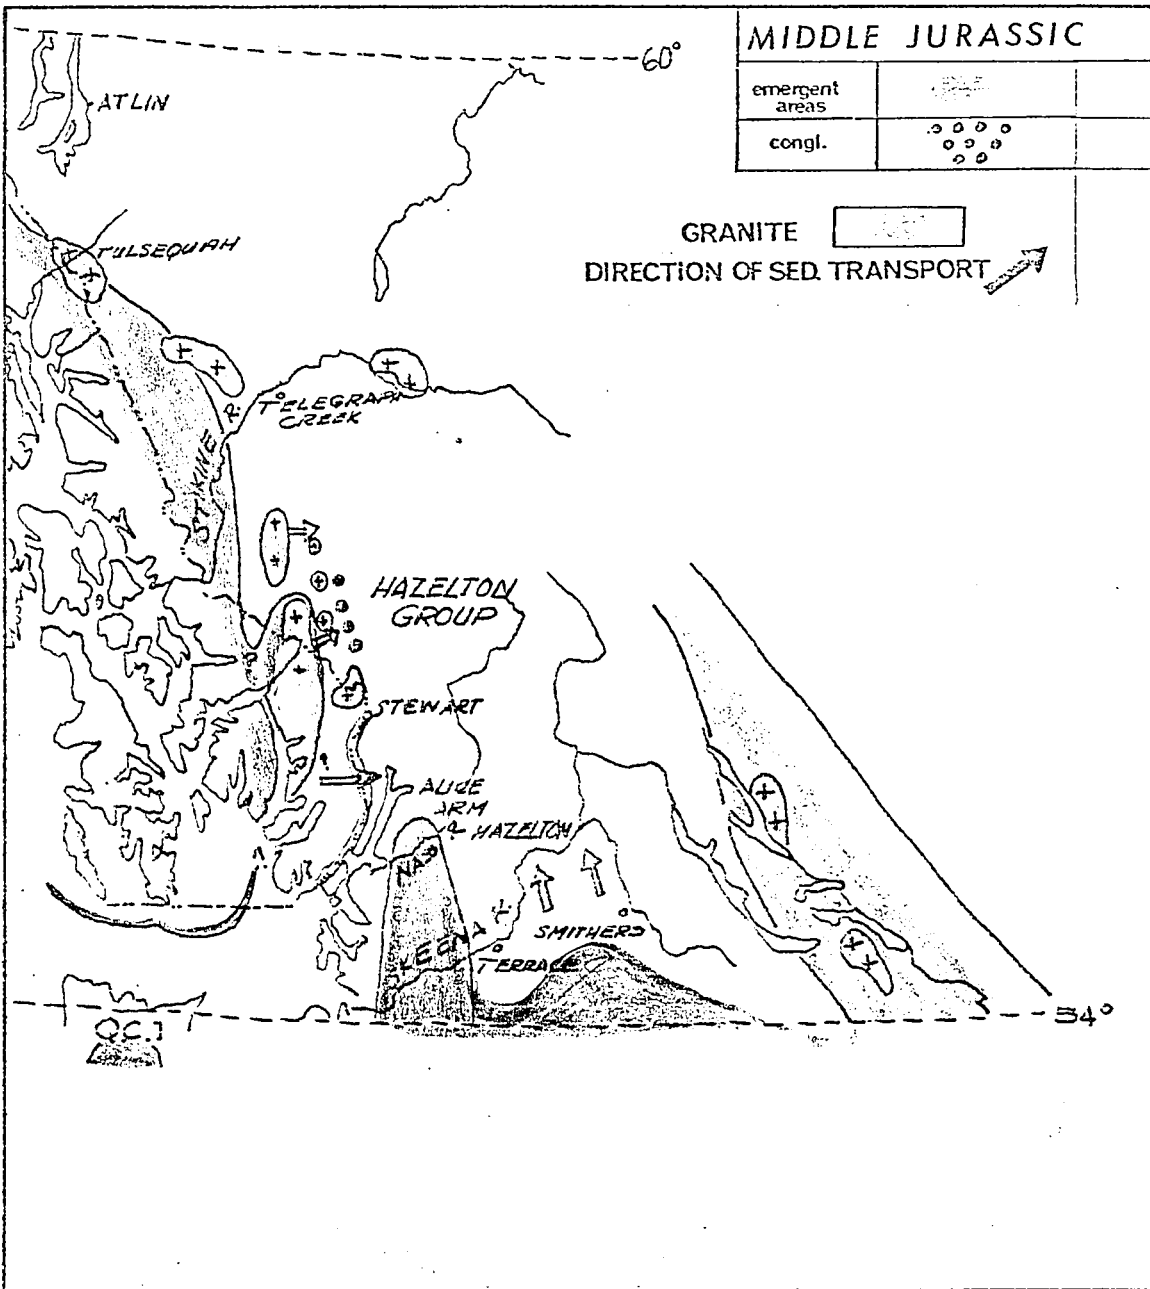 MIDDLE JURASSIC
emergent
areas
congl.
60°
ATLIN
GRANITE
DIRECTION OF SED. TRANSPORT
TULSEQUAH
TELEGRAPH
CREEK
STIKINE
R.
HAZELTON
GROUP
STEWART
ALICE
ARM
HAZELTON
NASS
SKEENA
SMITHERS
TERRACE
54°
Q.C.I